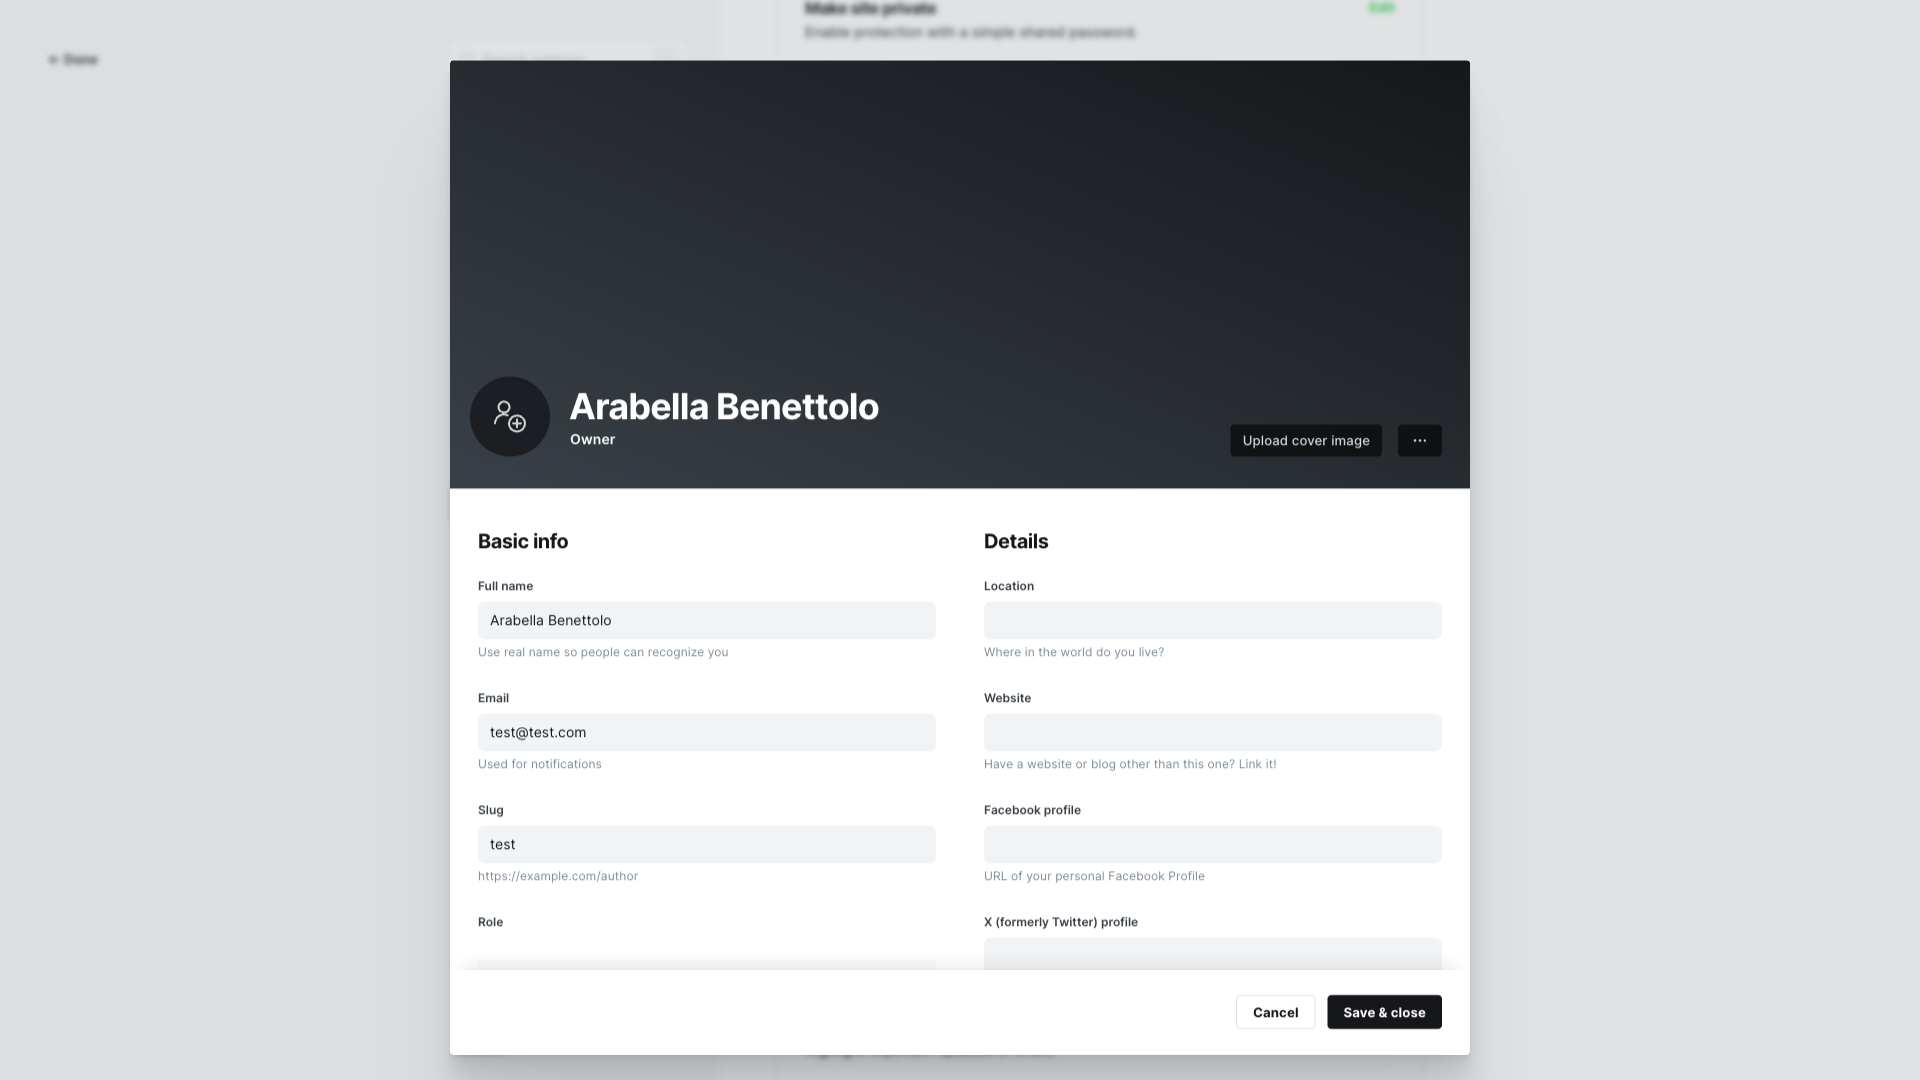 Make site private
Edit
Enable protection with a simple shared password.
Done
Arabella Benettolo
Owner
Upload cover image
Basic info
Full name
Arabella Benettolo
Use real name so people can recognize you
Email
test@test.com
Used for notifications
Slug
test
https://example.com/author
Role
Details
Location
Where in the world do you live?
Website
Have a website or blog other than this one? Link it!
Facebook profile
URL of your personal Facebook Profile
X (formerly Twitter) profile
Cancel
Save & close